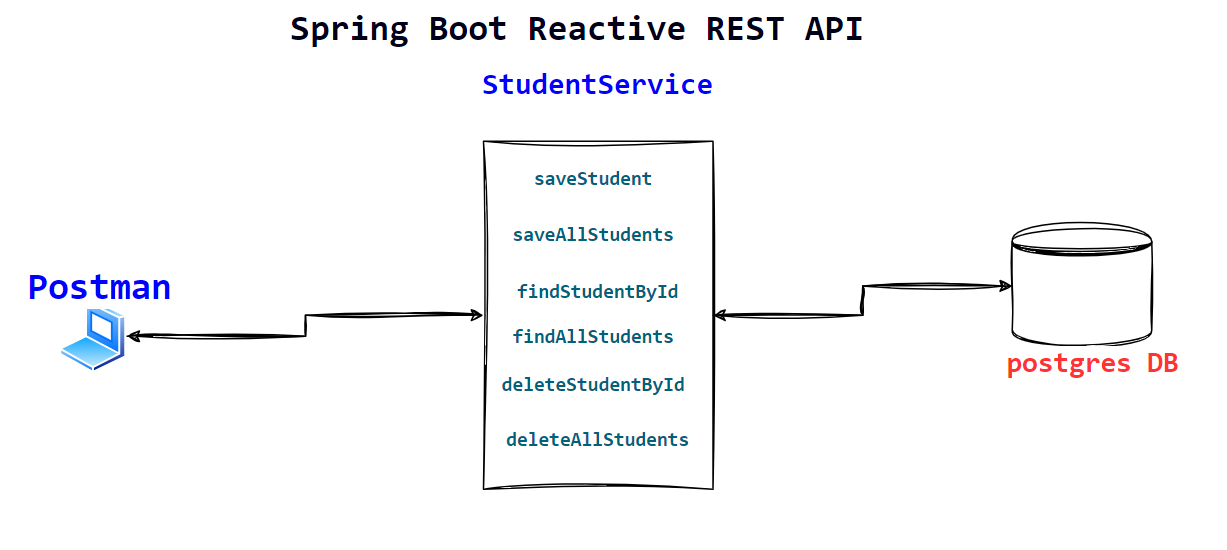 Spring Boot Reactive REST API
StudentService
saveStudent
saveAllStudents
findStudentById
findAllStudents
deleteStudentById
deleteAllStudents
Postman
postgres DB